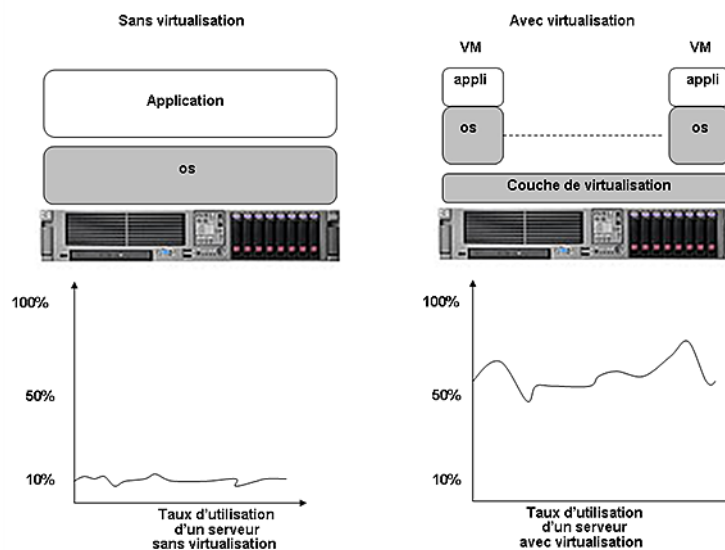 Sans virtualisation
Application
os
100%
50%
10%
Taux d'utilisation
d'un serveur
sans virtualisation
Avec virtualisation
VM
VM
appli
appli
os
os
Couche de virtualisation
100%
50%
10%
Taux d'utilisation
d'un serveur
avec virtualisation